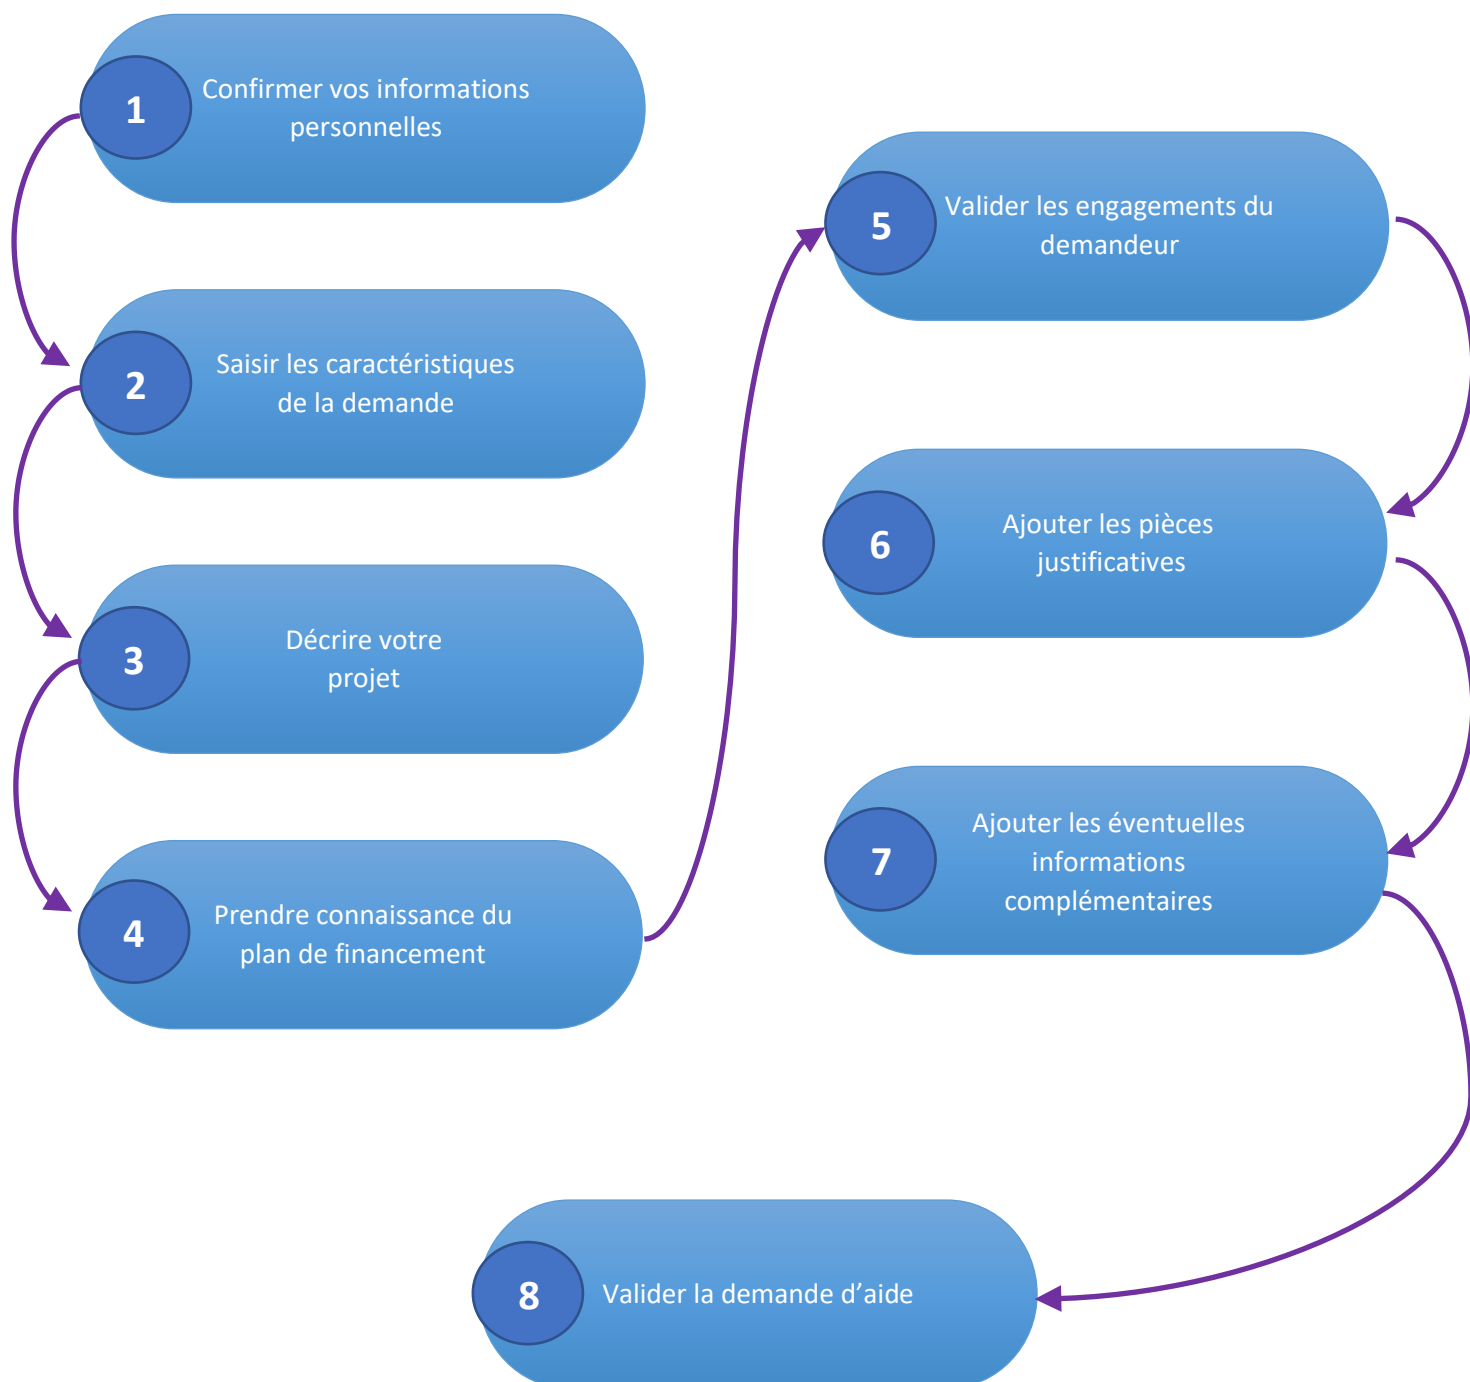 1
Confirmer vos informations
personnelles
2
Saisir les caractéristiques
de la demande
3
Décrire votre
projet
4
Prendre connaissance du
plan de financement
5
Valider les engagements du
demandeur
6
Ajouter les pièces
justificatives
7
Ajouter les éventuelles
informations
complémentaires
8
Valider la demande d’aide